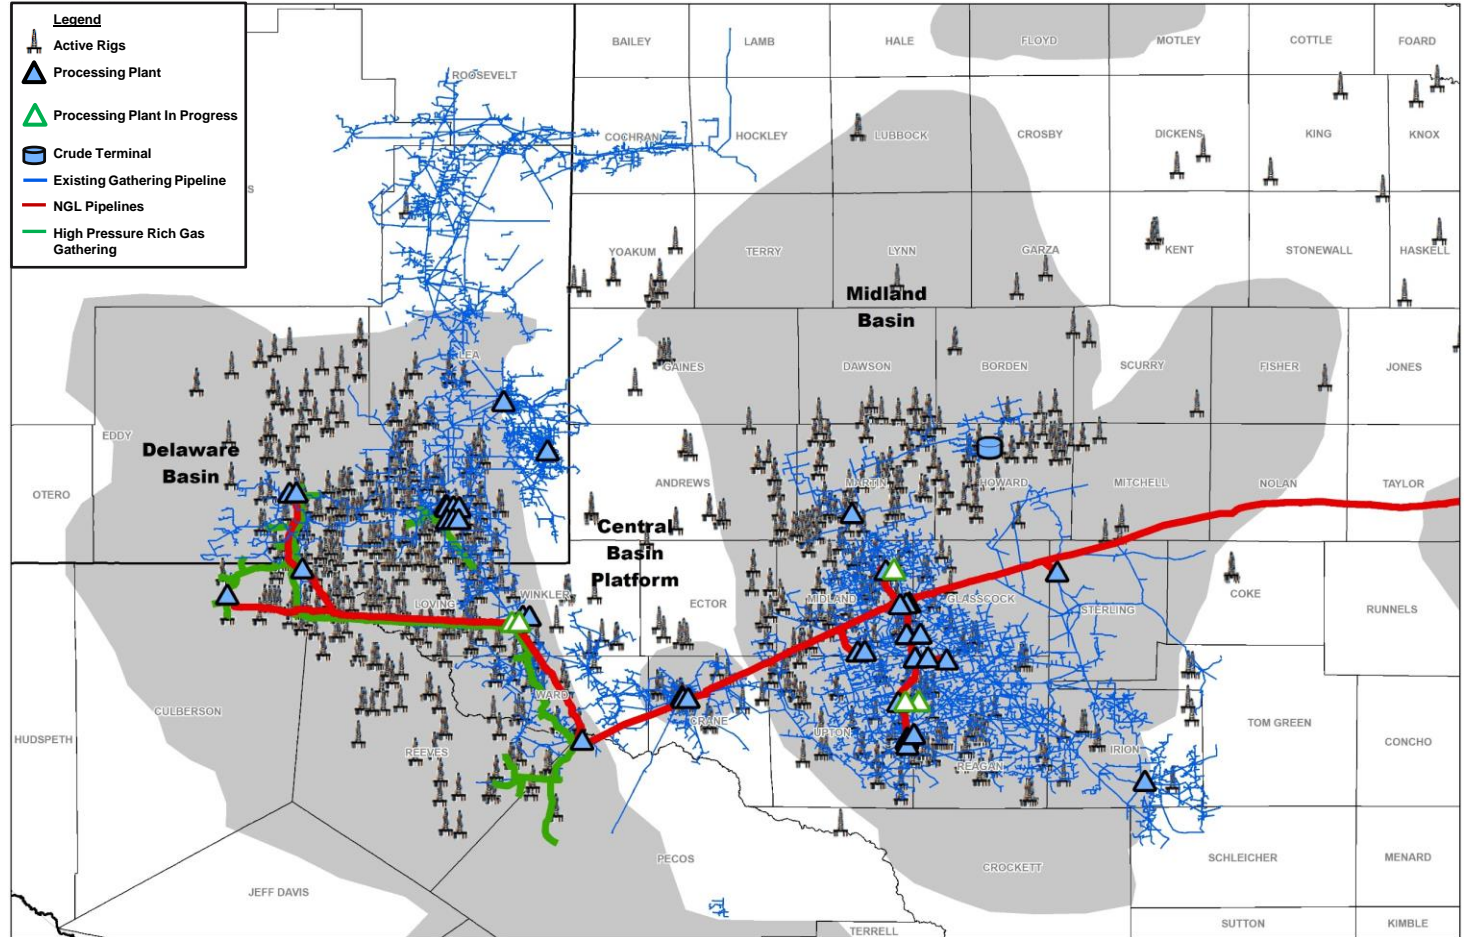 Legend
Active Rigs
Processing Plant
Processing Plant In Progress
Crude Terminal
Existing Gathering Pipeline
NGL Pipelines
High Pressure Rich Gas
Gathering
S
ROOSEVELT
BAILEY
LAMB
HALE
FLOYD
MOTLEY
COTTLE
FOARD
COCHRAN
HOCKLEY
LUBBOCK
CROSBY
DICKENS
KING
KNOX
YOAKUM
TERRY
LYNN
GARZA
KENT
STONEWALL
HASKELL
Midland
Basin
LEA
GAINES
DAWSON
BORDEN
SCURRY
FISHER
JONES
EDDY
Delaware
Basin
OTERO
ANDREWS
MARTIN
HOWARD
MITCHELL
NOLAN
TAYLOR
Central
Basin
Platform
LOVING
WINKLER
ECTOR
MIDLAND
GLASSCOCK
STERLING
COKE
RUNNELS
CULBERSON
HUDSPETH
WARD
CRANE
REEVES
UPTON
REAGAN
IRION
TOM GREEN
CONCHO
PECOS
CROCKETT
SCHLEICHER
MENARD
JEFF DAVIS
TERRELL
SUTTON
KIMBLE